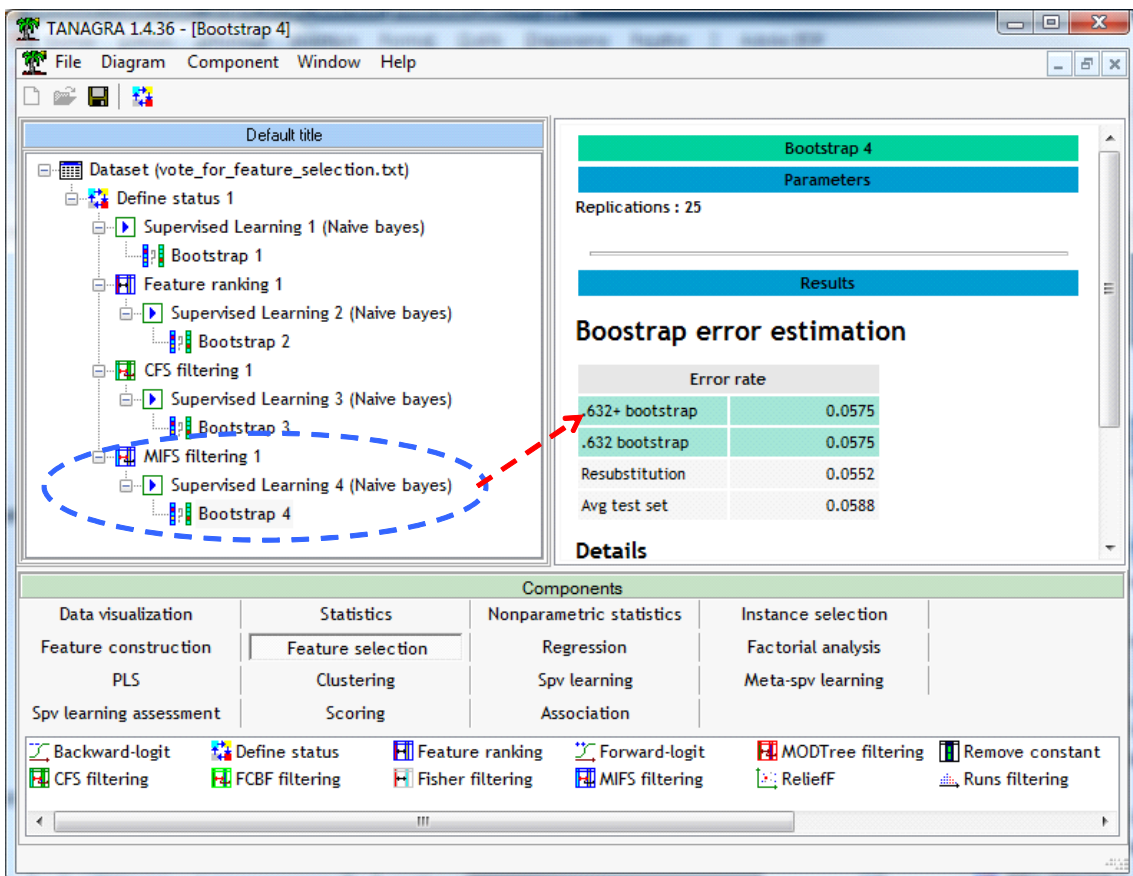 TANAGRA 1.4.36 - [Bootstrap 4]
File Diagram Component Window Help
Default title
Dataset (vote_for_feature_selection.txt)
Define status 1
Supervised Learning 1 (Naive bayes)
Bootstrap 1
Feature ranking 1
Supervised Learning 2 (Naive bayes)
Bootstrap 2
CFS filtering 1
Supervised Learning 3 (Naive bayes)
Bootstrap 3
MIFS filtering 1
Supervised Learning 4 (Naive bayes)
Bootstrap 4
Bootstrap 4
Parameters
Replications : 25
Results
Boostrap error estimation
Error rate
.632+ bootstrap 0.0575
.632 bootstrap 0.0575
Resubstitution 0.0552
Avg test set 0.0588
Details
Components
Data visualization Statistics Nonparametric statistics Instance selection
Feature construction Feature selection Regression Factorial analysis
PLS Clustering Spv learning Meta-spv learning
Spv learning assessment Scoring Association
Backward-logit Define status Feature ranking Forward-logit MODTree filtering Remove constant
CFS filtering FCBF filtering Fisher filtering MIFS filtering ReliefF Runs filtering